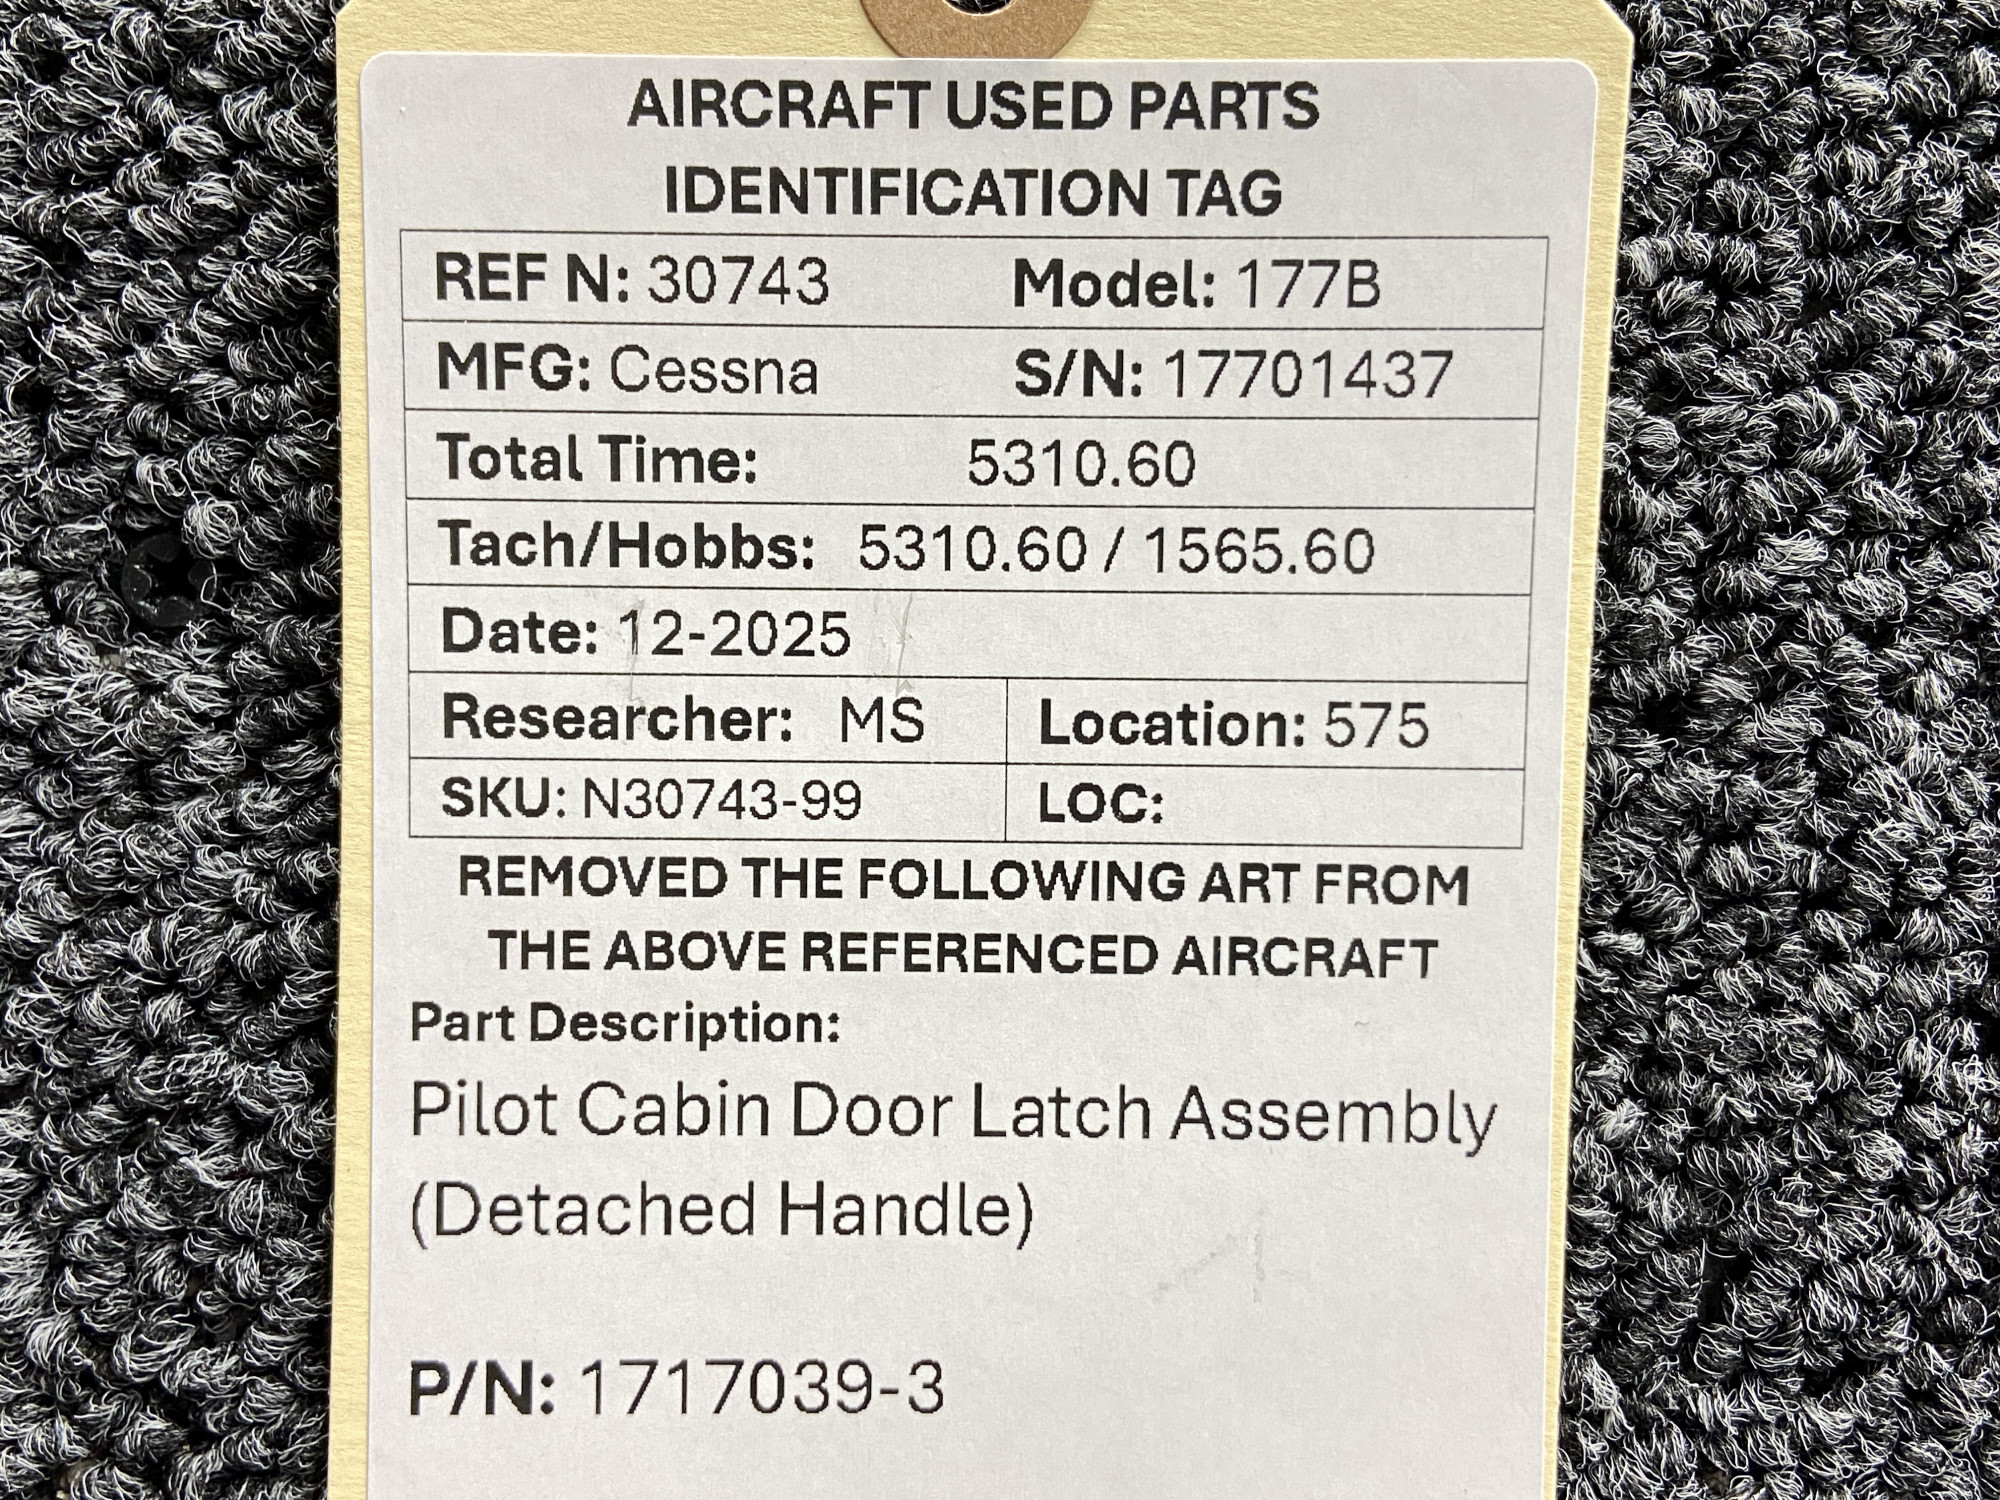 AIRCRAFT USED PARTS
IDENTIFICATION TAG
REF N: 30743 Model: 177B
MFG: Cessna S/N: 17701437
Total Time: 5310.60
Tach/Hobbs: 5310.60 / 1565.60
Date: 12-2025
Researcher: MS Location: 575
SKU: N30743-99 LOC:
REMOVED THE FOLLOWING ART FROM
THE ABOVE REFERENCED AIRCRAFT
Part Description:
Pilot Cabin Door Latch Assembly
(Detached Handle)
P/N: 1717039-3